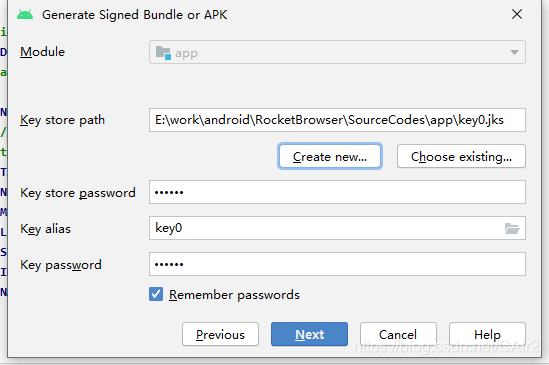 Generate Signed Bundle or APK
Module
app
Key store path
E:\work\android\RocketBrowser\SourceCodes\app\key0.jks
Create new...
Choose existing...
Key store password
••••••
Key alias
key0
Key password
••••••
Remember passwords
Previous
Next
Cancel
Help
https://blog.csdn.net/CAir2